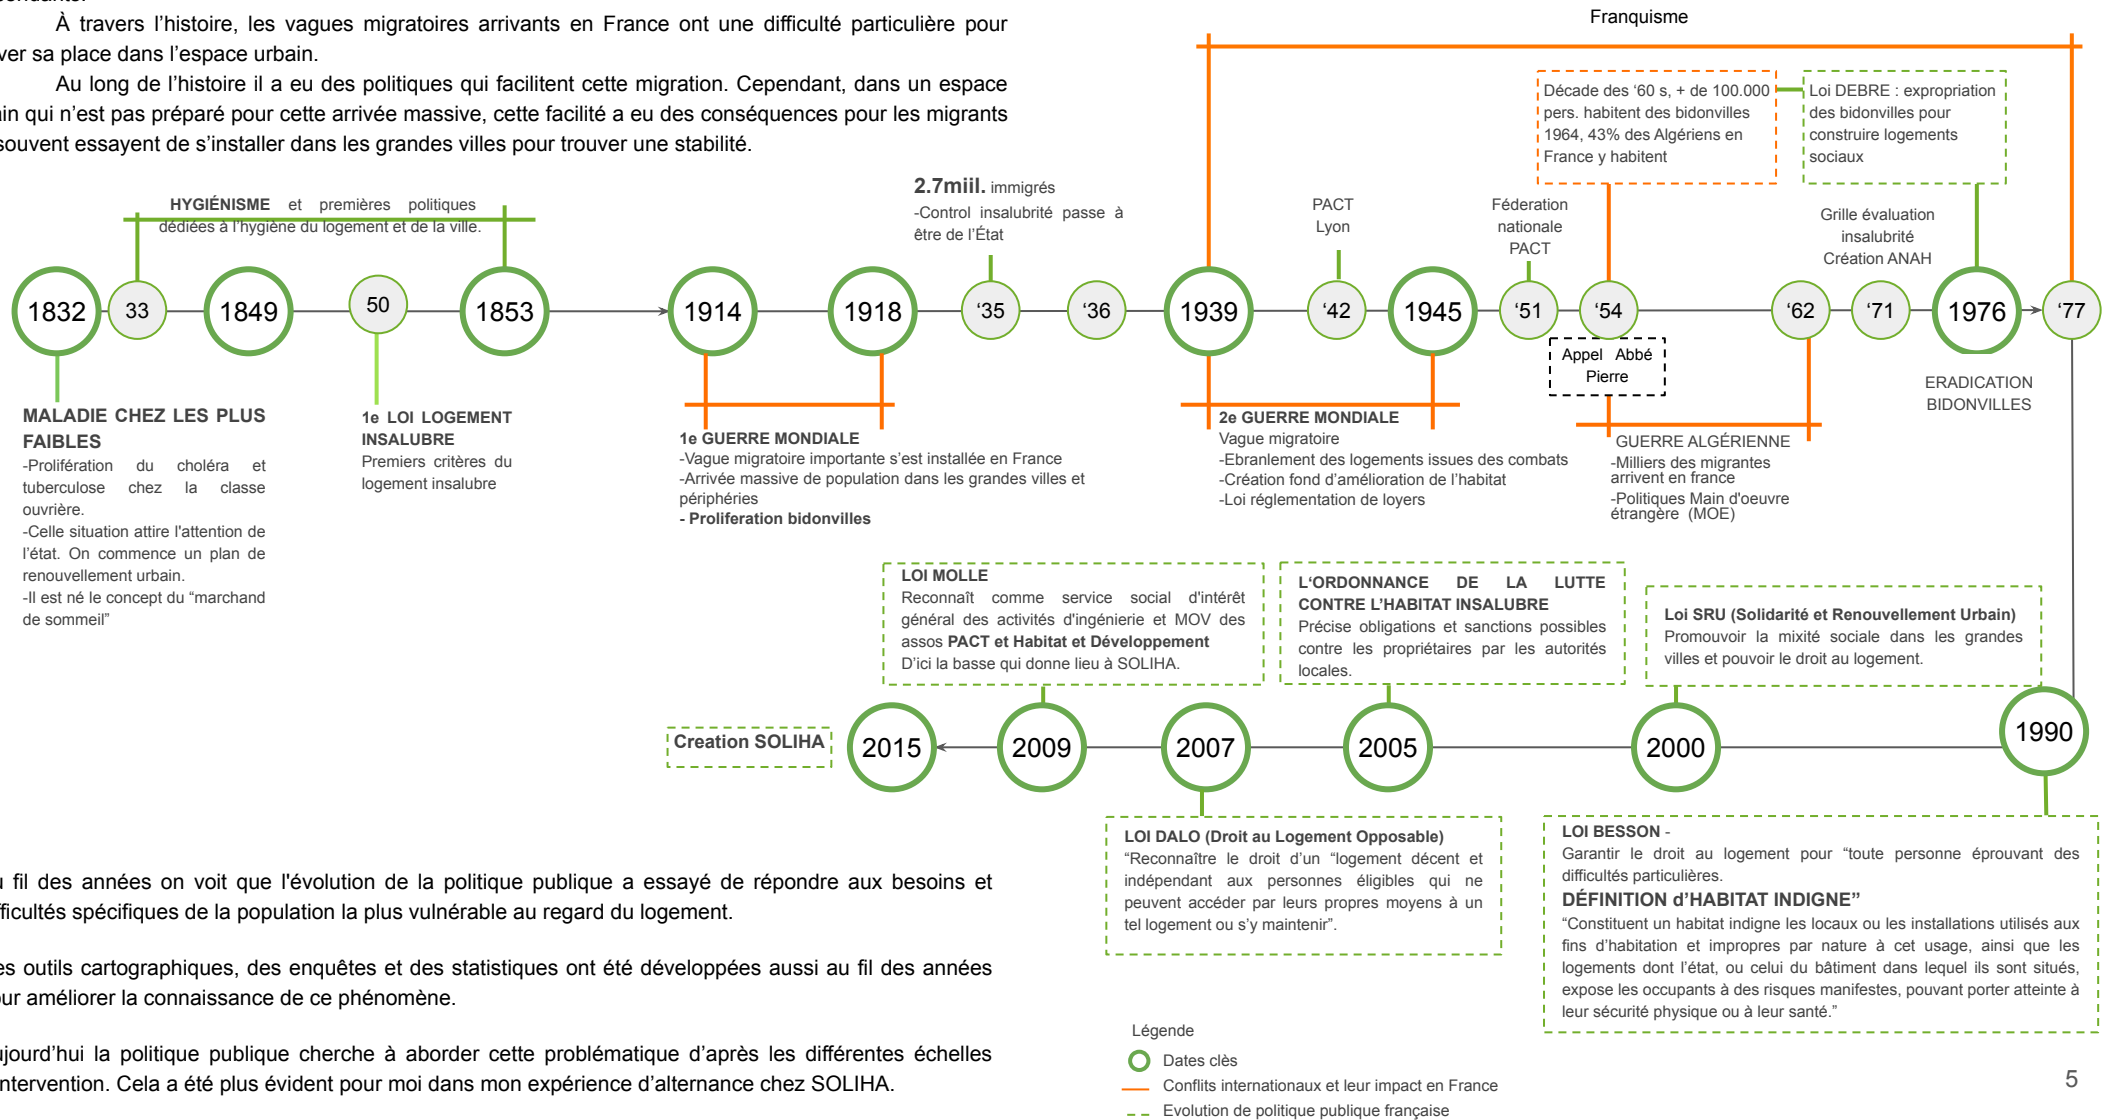 À travers l’histoire, les vagues migratoires arrivants en France ont une difficulté particulière pour
ver sa place dans l’espace urbain.
Au long de l’histoire il a eu des politiques qui facilitent cette migration. Cependant, dans un espace
in qui n’est pas préparé pour cette arrivée massive, cette facilité a eu des conséquences pour les migrants
souvent essayent de s’installer dans les grandes villes pour trouver une stabilité.
Franquisme
Décade des ‘60 s, + de 100.000
pers. habitent des bidonvilles
1964, 43% des Algériens en
France y habitent
Loi DEBRE : expropriation
des bidonvilles pour
construire logements
sociaux
HYGIÉNISME et premières politiques
dédiées à l’hygiène du logement et de la ville.
2.7miil. immigrés
-Control insalubrité passe à
être de l’État
PACT
Lyon
Féderation
nationale
PACT
Grille évaluation
insalubrité
Création ANAH
1832
33
1849
50
1853
1914
1918
‘35
‘36
1939
‘42
1945
‘51
‘54
‘62
‘71
1976
‘77
Appel Abbé
Pierre
ERADICATION
BIDONVILLES
MALADIE CHEZ LES PLUS
FAIBLES
-Prolifération du choléra et
tuberculose chez la classe
ouvrière.
-Celle situation attire l'attention de
l’état. On commence un plan de
renouvellement urbain.
-Il est né le concept du “marchand
de sommeil”
1e LOI LOGEMENT
INSALUBRE
Premiers critères du
logement insalubre
1e GUERRE MONDIALE
-Vague migratoire importante s’est installée en France
-Arrivée massive de population dans les grandes villes et
périphéries
- Proliferation bidonvilles
2e GUERRE MONDIALE
Vague migratoire
-Ebranlement des logements issues des combats
-Création fond d’amélioration de l’habitat
-Loi réglementation de loyers
GUERRE ALGÉRIENNE
-Milliers des migrantes
arrivent en france
-Politiques Main d'oeuvre
étrangère (MOE)
LOI MOLLE
Reconnaît comme service social d'intérêt
général des activités d'ingénierie et MOV des
assos PACT et Habitat et Développement
D’ici la basse qui donne lieu à SOLIHA.
L‘ORDONNANCE DE LA LUTTE
CONTRE L’HABITAT INSALUBRE
Précise obligations et sanctions possibles
contre les propriétaires par les autorités
locales.
Loi SRU (Solidarité et Renouvellement Urbain)
Promouvoir la mixité sociale dans les grandes
villes et pouvoir le droit au logement.
Creation SOLIHA
2015
2009
2007
2005
2000
1990
LOI DALO (Droit au Logement Opposable)
“Reconnaître le droit d’un “logement décent et
indépendant aux personnes éligibles qui ne
peuvent accéder par leurs propres moyens à un
tel logement ou s’y maintenir”.
LOI BESSON -
Garantir le droit au logement pour “toute personne éprouvant des
difficultés particulières.
DÉFINITION d’HABITAT INDIGNE”
“Constituent un habitat indigne les locaux ou les installations utilisés aux
fins d’habitation et impropres par nature à cet usage, ainsi que les
logements dont l’état, ou celui du bâtiment dans lequel ils sont situés,
expose les occupants à des risques manifestes, pouvant porter atteinte à
leur sécurité physique ou à leur santé.”
u fil des années on voit que l'évolution de la politique publique a essayé de répondre aux besoins et
fficultés spécifiques de la population la plus vulnérable au regard du logement.
es outils cartographiques, des enquêtes et des statistiques ont été développées aussi au fil des années
our améliorer la connaissance de ce phénomène.
ujourd’hui la politique publique cherche à aborder cette problématique d’après les différentes échelles
intervention. Cela a été plus évident pour moi dans mon expérience d’alternance chez SOLIHA.
Légende
Dates clès
Conflits internationaux et leur impact en France
Evolution de politique publique française
5